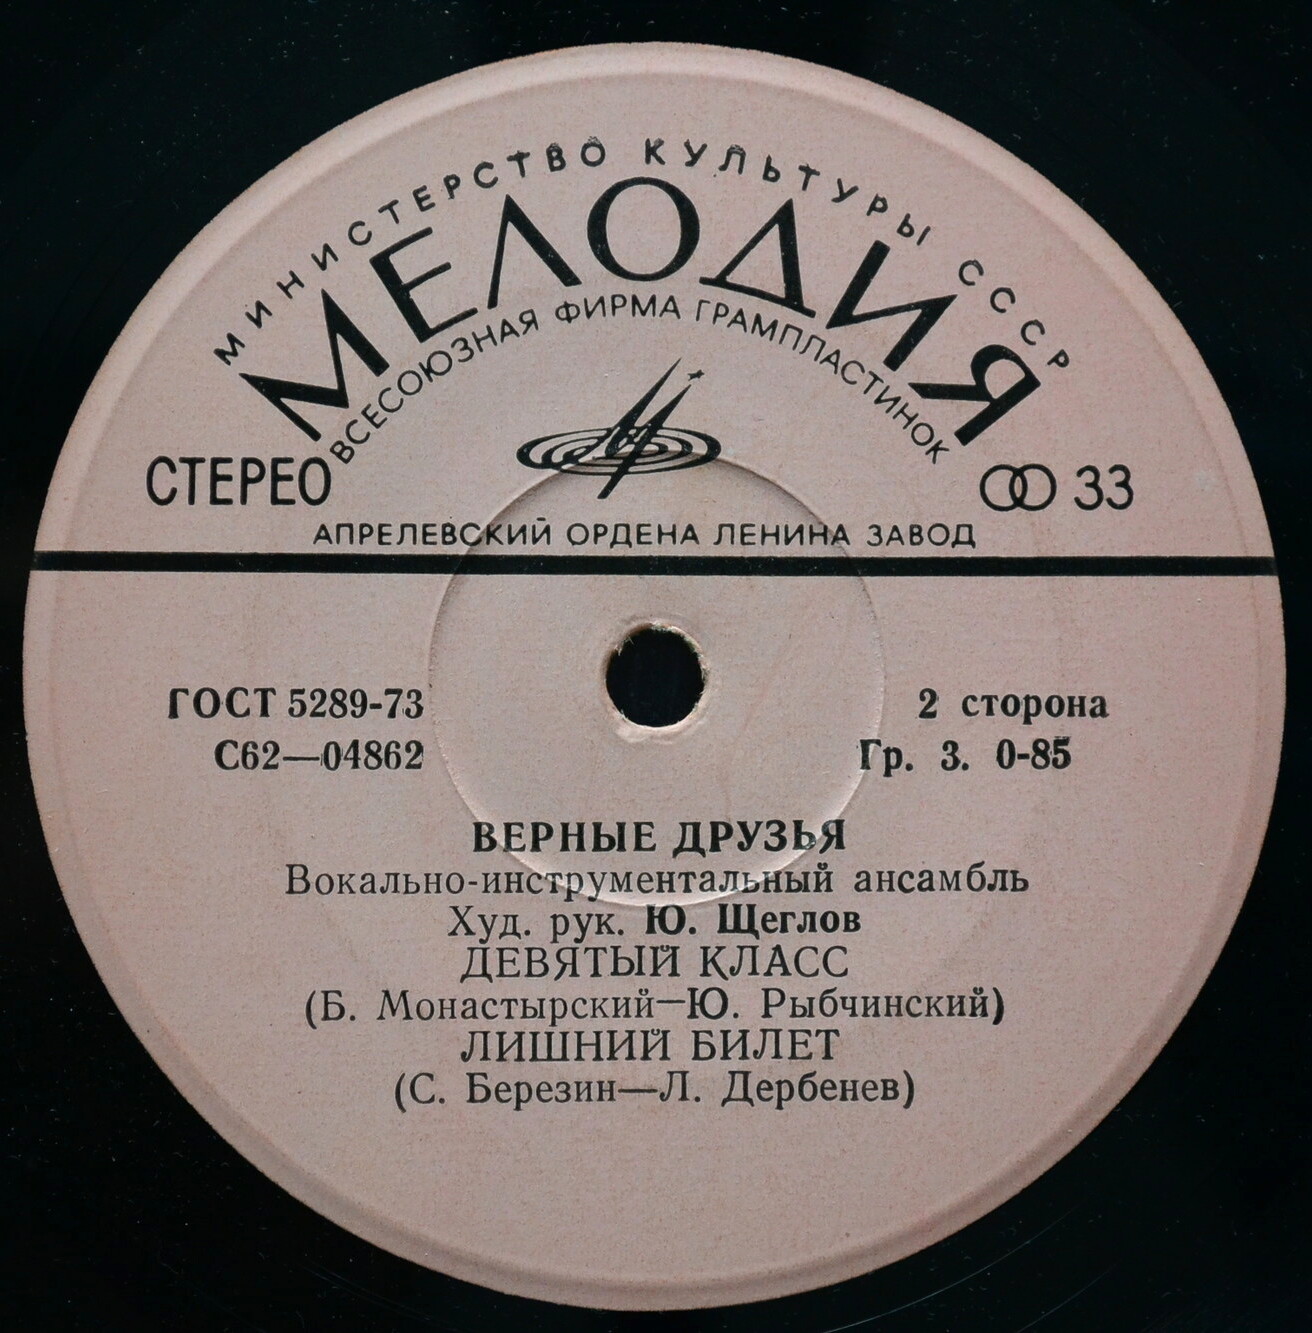 МИНИСТЕРСТВО КУЛЬТУРЫ СССР
МЕЛОДИЯ
ВСЕСОЮЗНАЯ ФИРМА ГРАМПЛАСТИНОК
СТЕРЕО
33
АПРЕЛЕВСКИЙ ОРДЕНА ЛЕНИНА ЗАВОД
ГОСТ 5289-73
2 сторона
С62—04862
Гр. 3. 0-85
ВЕРНЫЕ ДРУЗЬЯ
Вокально-инструментальный ансамбль
Худ. рук. Ю. Щеглов
ДЕВЯТЫЙ КЛАСС
(Б. Монастырский—Ю. Рыбчинский)
ЛИШНИЙ БИЛЕТ
(С. Березин—Л. Дербенев)